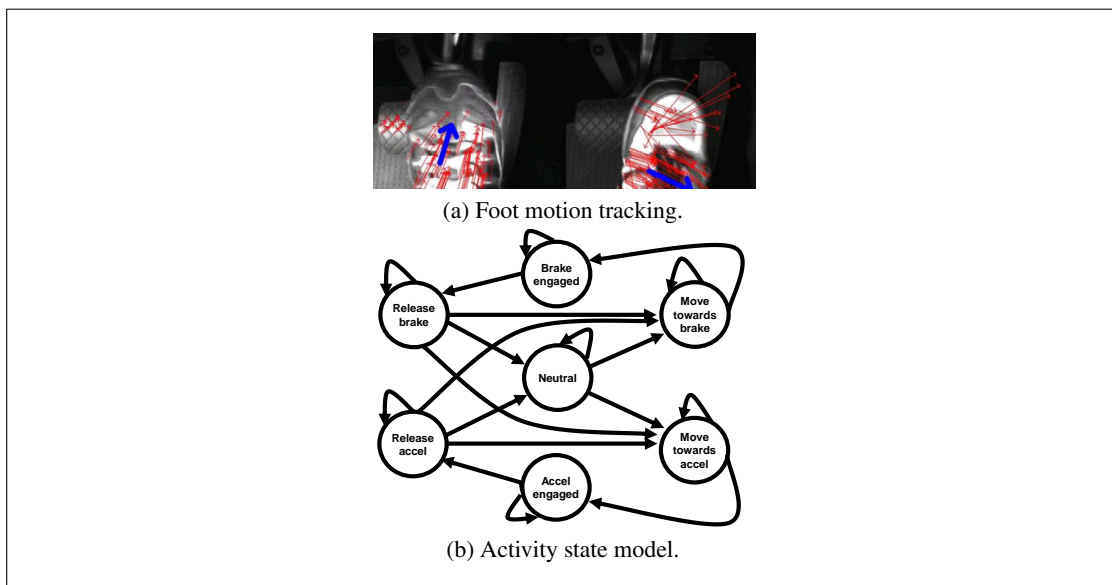 (a) Foot motion tracking.
Brake
engaged
Release
brake
Move
towards
brake
Neutral
Release
accel
Move
towards
accel
Accel
engaged
(b) Activity state model.